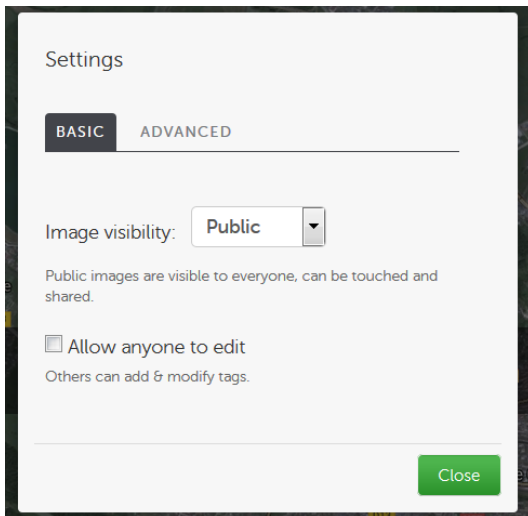 Settings
BASIC ADVANCED
Image visibility: Public
Public images are visible to everyone, can be touched and
shared.
Allow anyone to edit
Others can add & modify tags.
Close